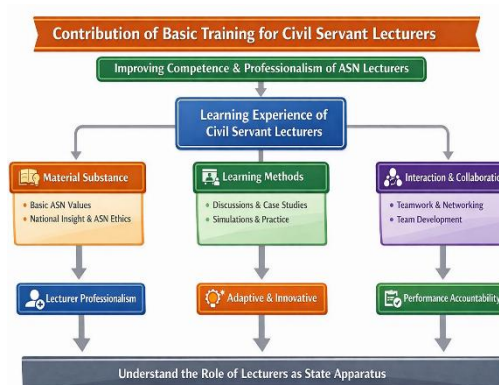 Contribution of Basic Training for Civil Servant Lecturers
Improving Competence & Professionalism of ASN Lecturers
Learning Experience of
Civil Servant Lecturers
Material Substance
• Basic ASN Values
• National Insight & ASN Ethics
Learning Methods
• Discussions & Case Studies
• Simulations & Practice
Interaction & Collaboratio
• Teamwork & Networking
• Team Development
Lecturer Professionalism
Adaptive & Innovative
Performance Accountability
Understand the Role of Lecturers as State Apparatus